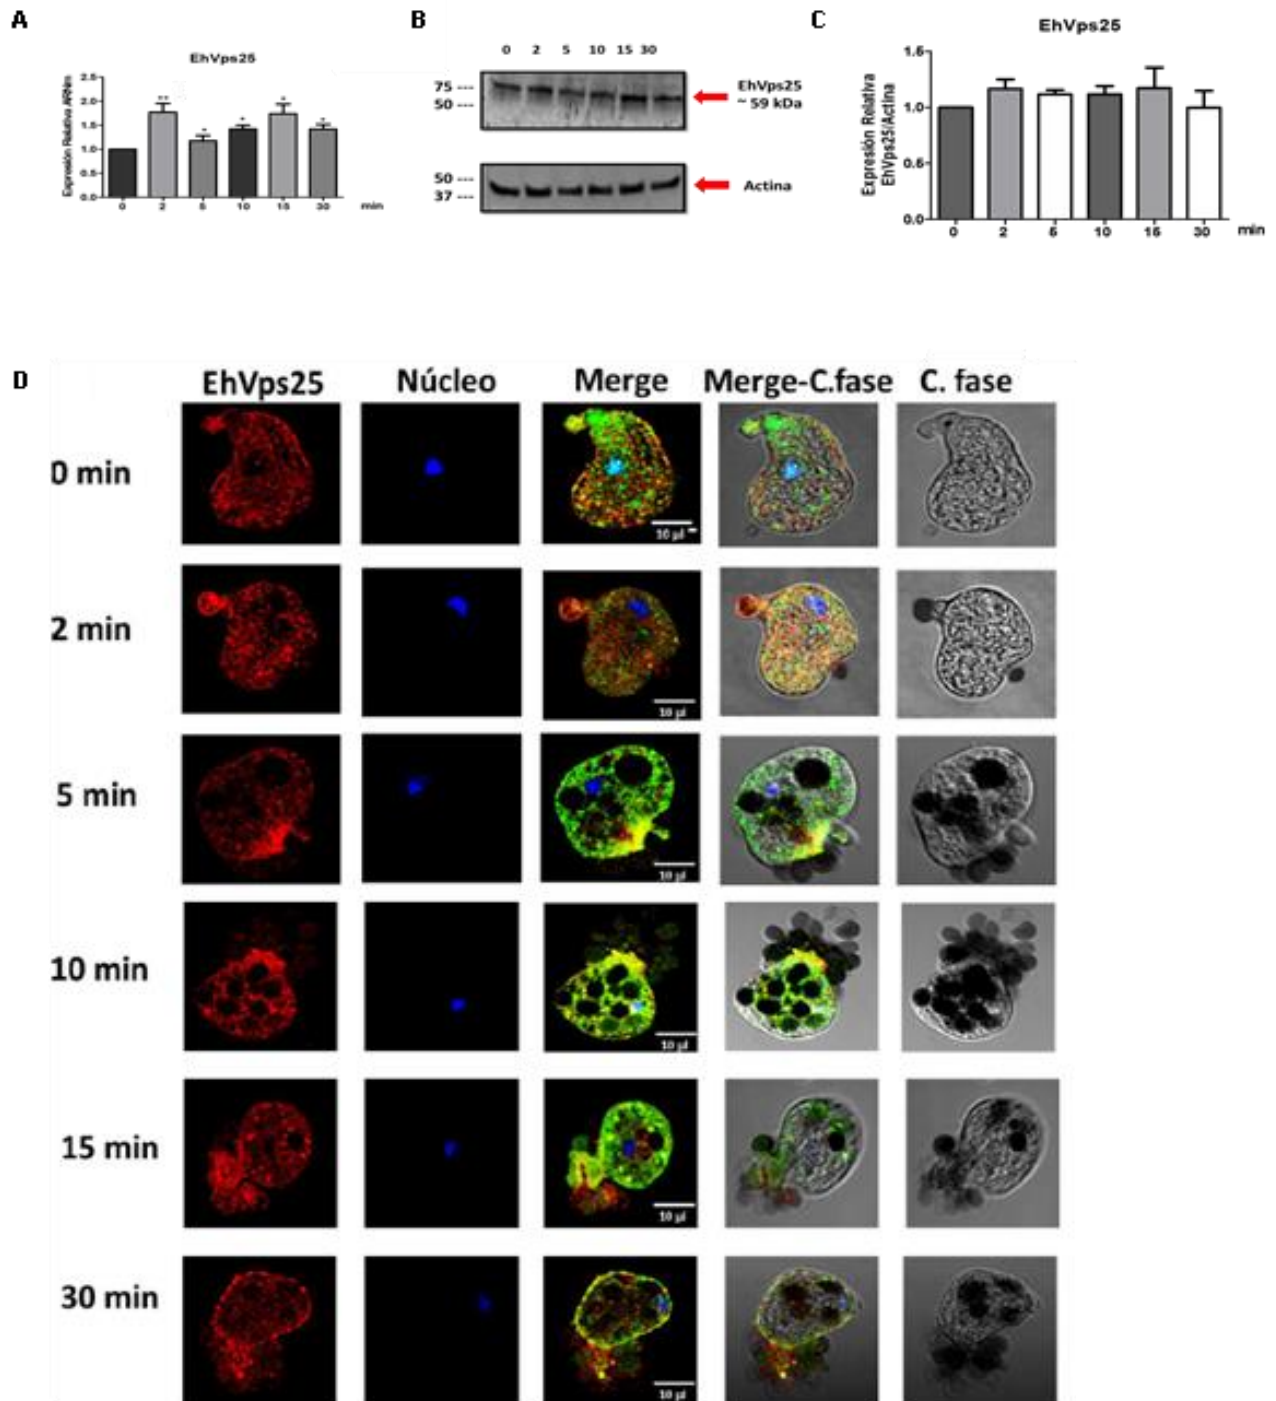 A
EhVps25
Expresión Relativa ARNm
2.5
2.0
1.5
1.0
0.5
0.0
** * * * *
0 2 5 10 15 30 min
B
0 2 5 10 15 30
75 ---
50 ---
EhVps25
~ 59 kDa
50 ---
37 ---
Actina
C
EhVps25
Expresión Relativa
EhVps25/Actina
1.5
1.0
0.5
0.0
0 2 5 10 15 30 min
D
EhVps25 Núcleo Merge Merge-C.fase C. fase
0 min
10 µl
2 min
10 µl
5 min
10 µl
10 min
10 µl
15 min
10 µl
30 min
10 µl